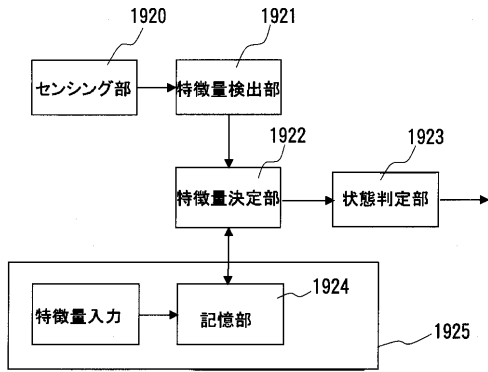 1920
1921
センシング部
特徴量検出部
1922
1923
特徴量決定部
状態判定部
1924
特徴量入力
記憶部
1925